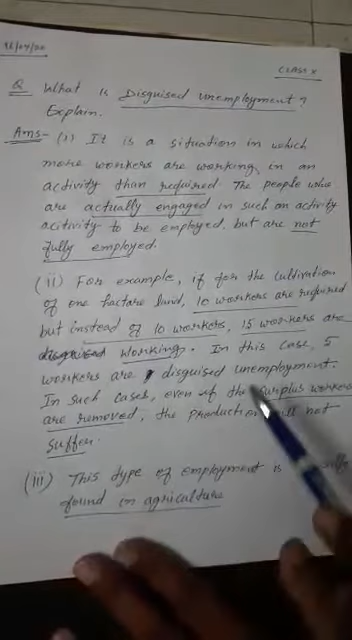 CLASS X
Q What is Disguised unemployment?
Explain.
Ans- (i) It is a situation in which
more workers are working in an
activity than required. The people who
are actually engaged in such an activity
acitivity to be employed, but are not
fully employed.
(ii) For example, if for the cultivation
of one factare land, 10 workers are required
but instead of 10 workers, 15 workers are
disguised working. In this case, 5
workers are disguised unemployment.
In such cases, even if the surplus workers
are removed, the production will not
suffer.
(iii) This type of employment is
found in agriculture